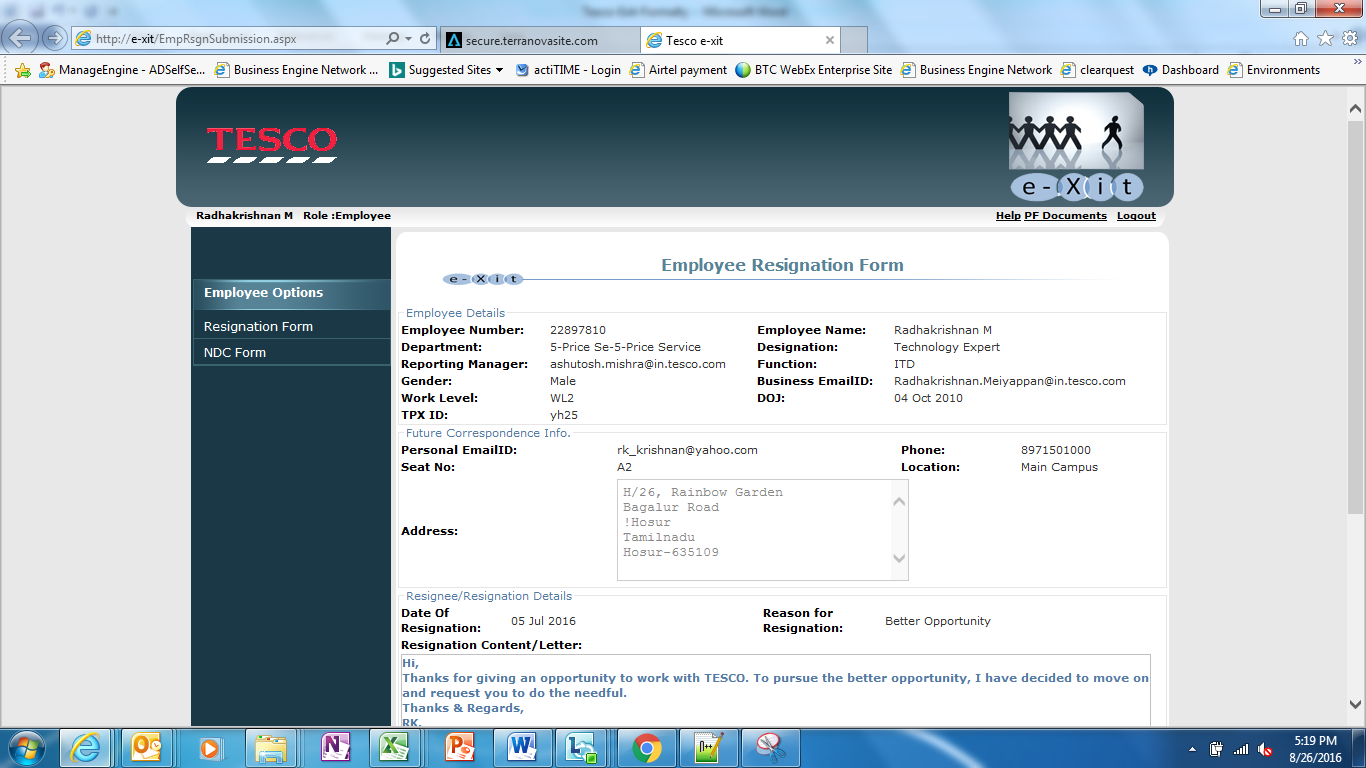 Tesco Exit Formality - Microsoft Word
http://e-xit/EmpRsgnSubmission.aspx
secure.terranovasite.com
Tesco e-xit
ManageEngine - ADSelfSe...
Business Engine Network ...
Suggested Sites
actiTIME - Login
Airtel payment
BTC WebEx Enterprise Site
Business Engine Network
clearquest
Dashboard
Environments
TESCO
e-Xit
Radhakrishnan M Role :Employee
Help PF Documents Logout
Employee Options
Resignation Form
NDC Form
e-Xit
Employee Resignation Form
Employee Details
Employee Number: 22897810 Employee Name: Radhakrishnan M
Department: 5-Price Se-5-Price Service Designation: Technology Expert
Reporting Manager: ashutosh.mishra@in.tesco.com Function: ITD
Gender: Male Business EmailID: Radhakrishnan.Meiyappan@in.tesco.com
Work Level: WL2 DOJ: 04 Oct 2010
TPX ID: yh25
Future Correspondence Info.
Personal EmailID: rk_krishnan@yahoo.com Phone: 8971501000
Seat No: A2 Location: Main Campus
Address:
H/26, Rainbow Garden
Bagalur Road
!Hosur
Tamilnadu
Hosur-635109
Resignee/Resignation Details
Date Of
Resignation: 05 Jul 2016
Reason for
Resignation: Better Opportunity
Resignation Content/Letter:
Hi,
Thanks for giving an opportunity to work with TESCO. To pursue the better opportunity, I have decided to move on
and request you to do the needful.
Thanks & Regards,
RK.
5:19 PM
8/26/2016